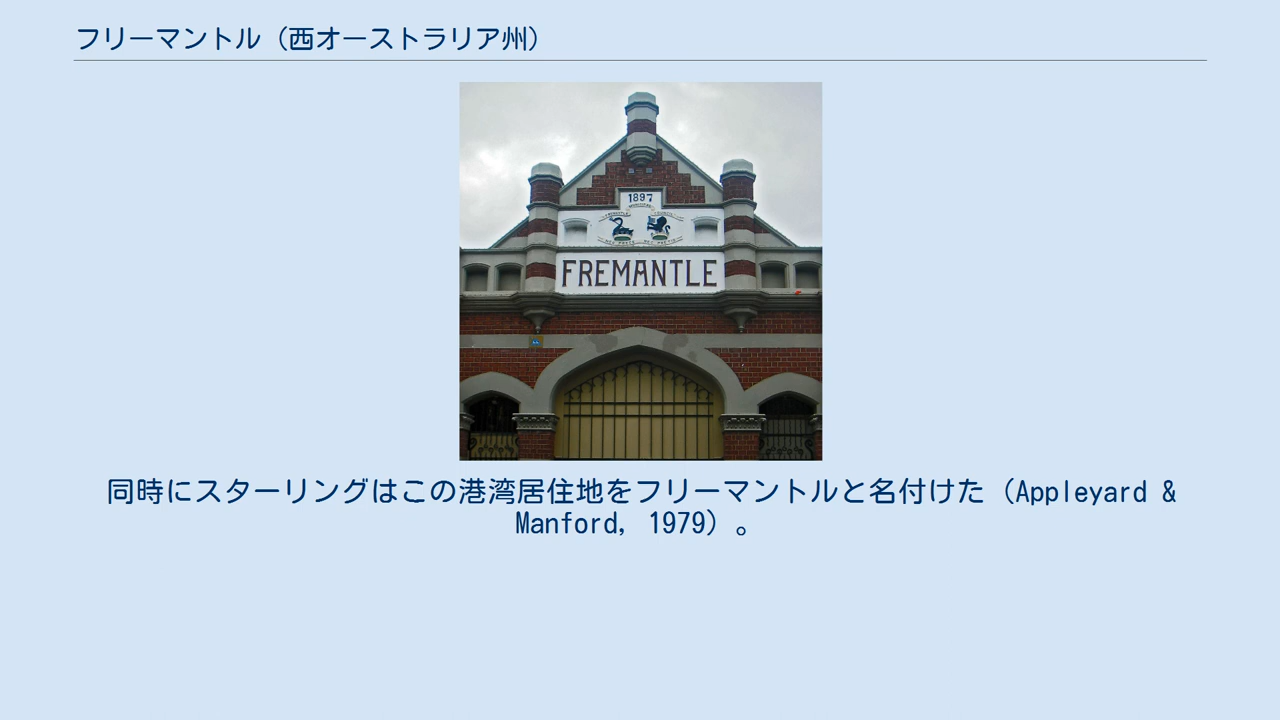 フリーマントル（西オーストラリア州）
1897
FREMANTLE
同時にスターリングはこの港湾居住地をフリーマントルと名付けた（Appleyard &
Manford, 1979）。